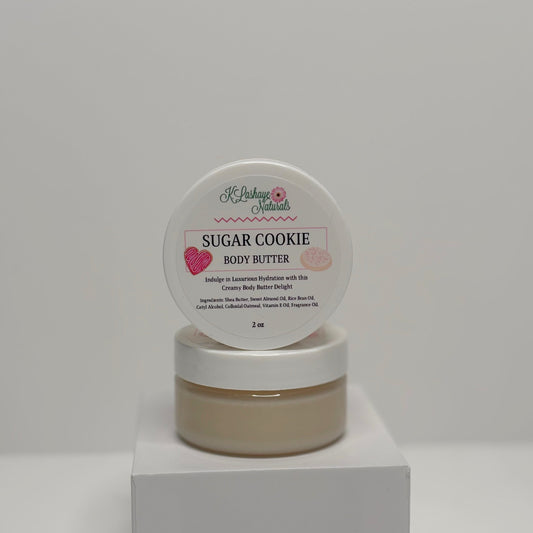 KLashaye
Naturals
SUGAR COOKIE
BODY BUTTER
Indulge in Luxurious Hydration with this
Creamy Body Butter Delight
Ingredients: Shea Butter, Sweet Almond Oil, Rice Bran Oil,
Cetyl Alcohol, Colloidal Oatmeal, Vitamin E Oil, Fragrance Oil.
2 oz